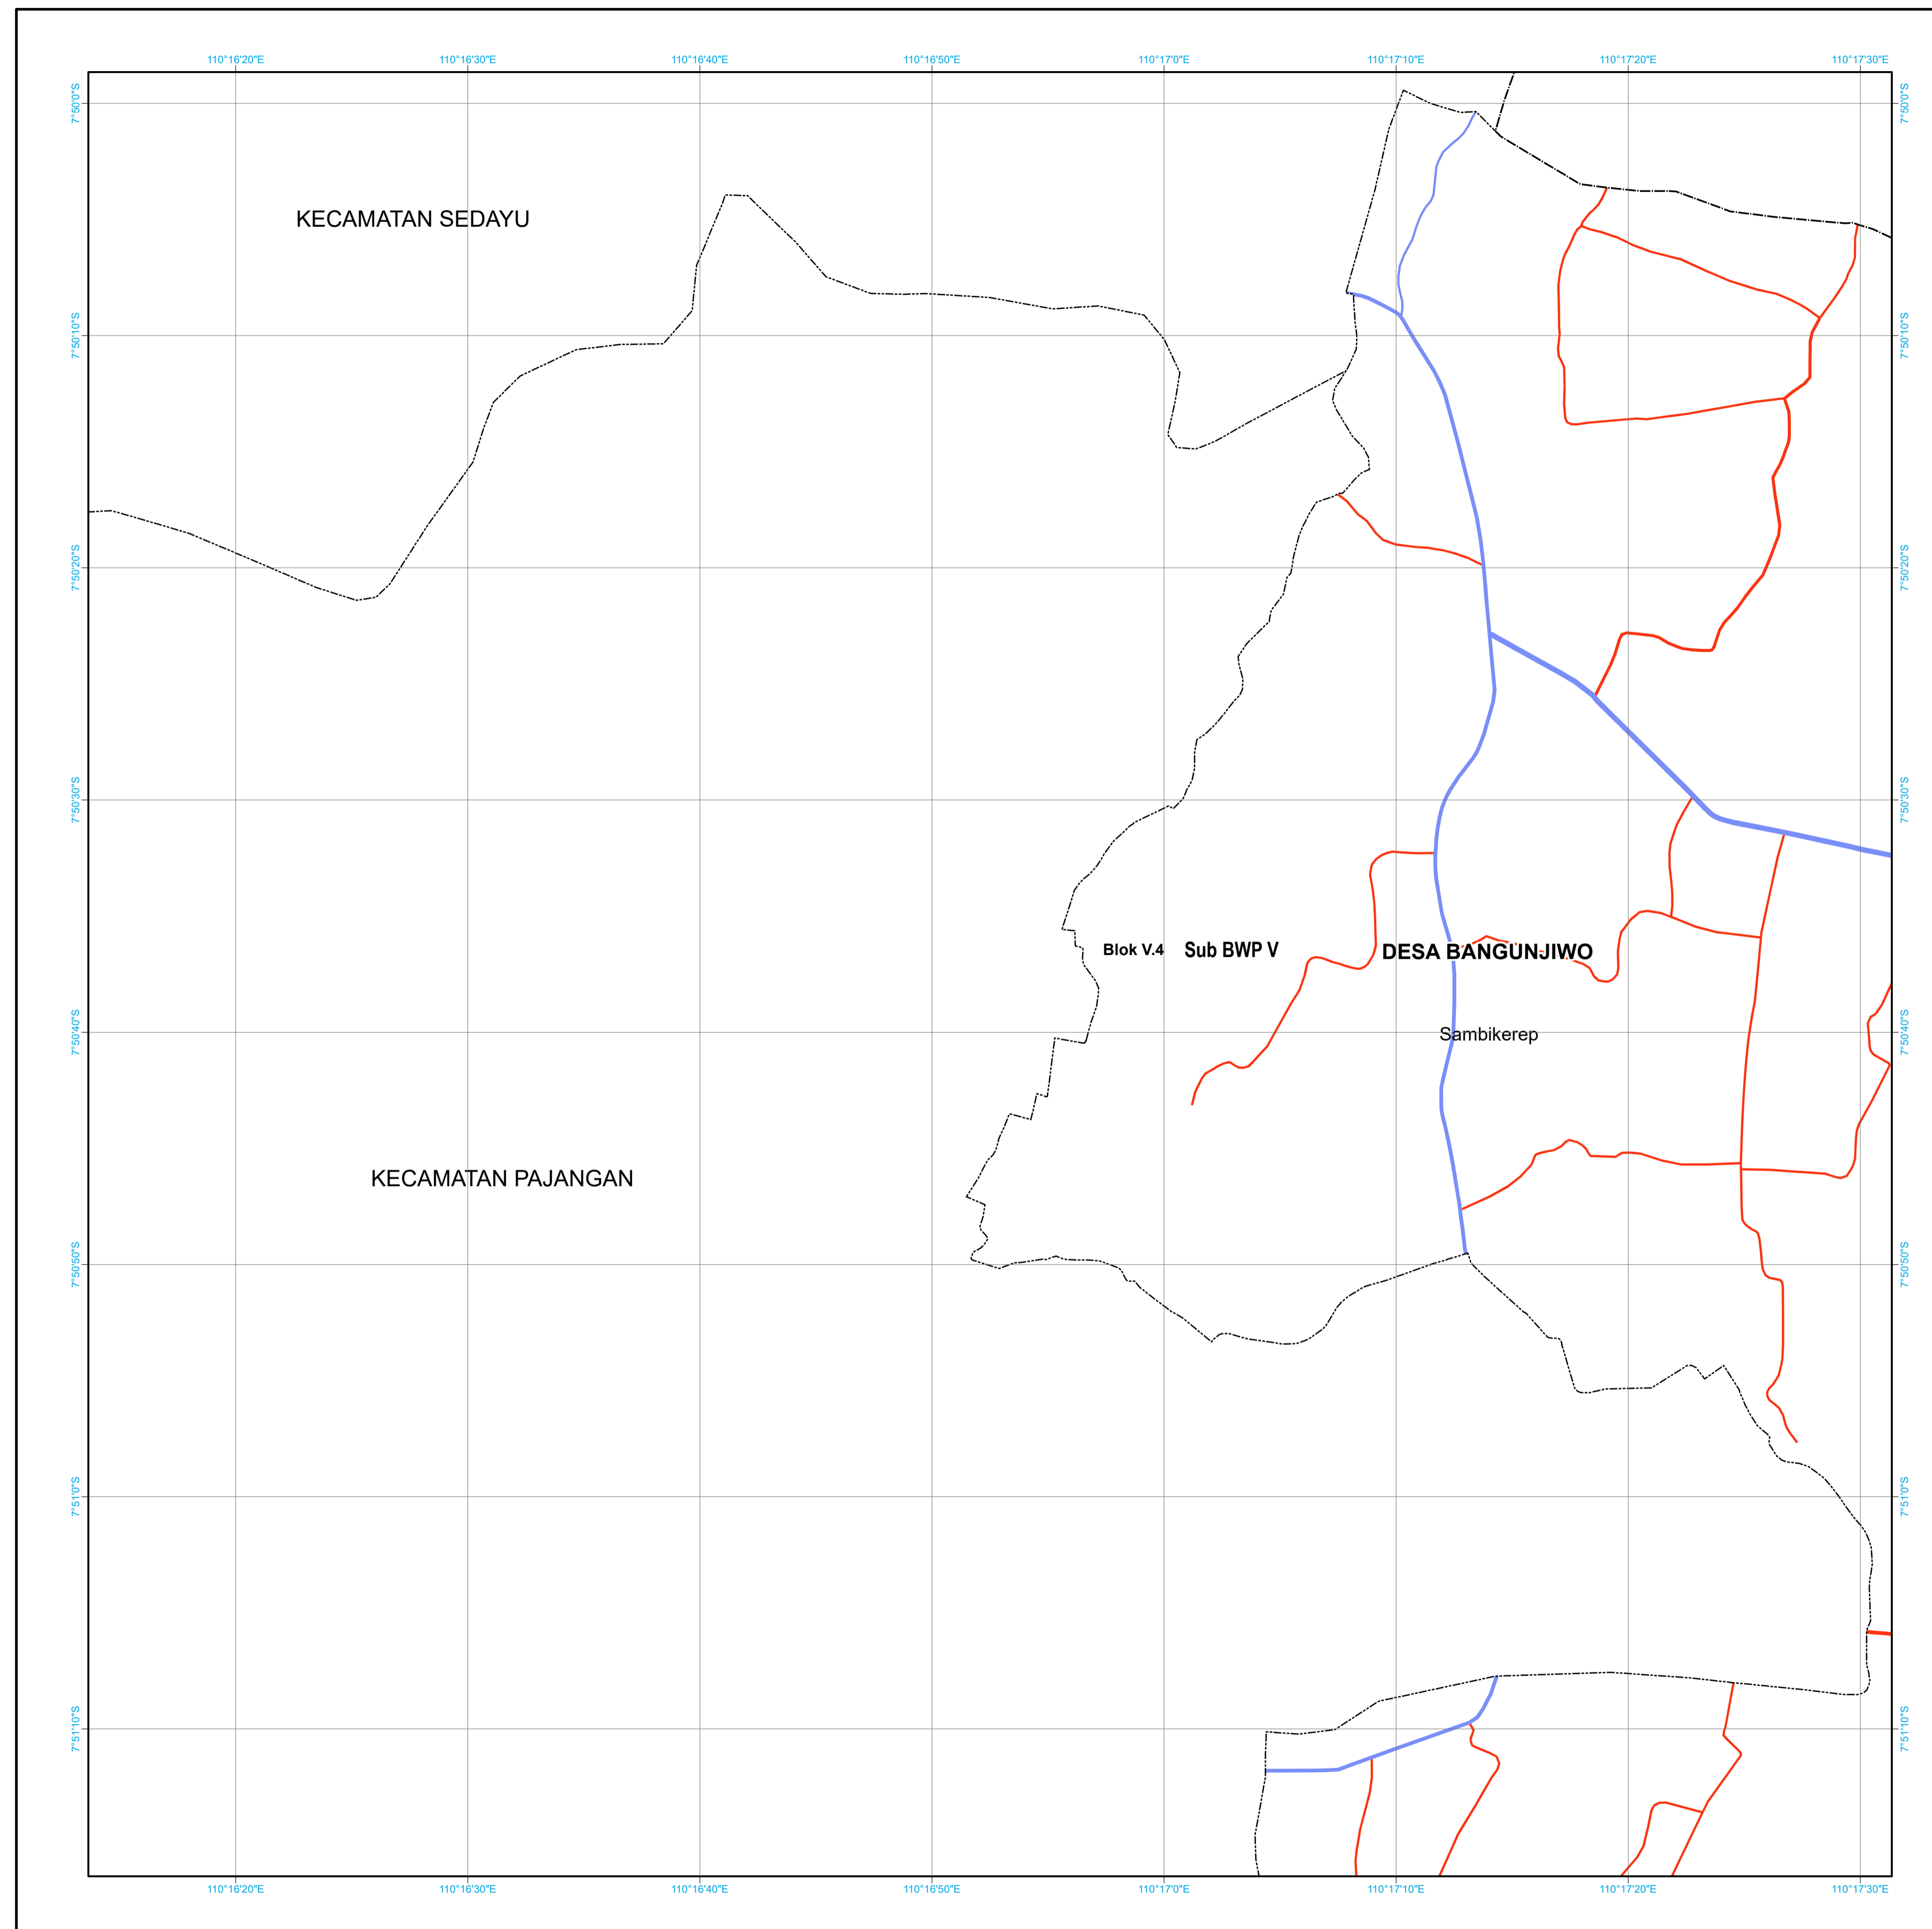 110°16'20"E 110°16'30"E 110°16'40"E 110°16'50"E 110°17'0"E 110°17'10"E 110°17'20"E 110°17'30"E
7°50'0"S 7°50'0"S
KECAMATAN SEDAYU
7°50'10"S 7°50'10"S
7°50'20"S 7°50'20"S
7°50'30"S 7°50'30"S
Blok V.4 Sub BWP V DESA BANGUNJIWO
7°50'40"S Sambikerep 7°50'40"S
KECAMATAN PAJANGAN
7°50'50"S 7°50'50"S
7°51'0"S 7°51'0"S
7°51'10"S 7°51'10"S
110°16'20"E 110°16'30"E 110°16'40"E 110°16'50"E 110°17'0"E 110°17'10"E 110°17'20"E 110°17'30"E